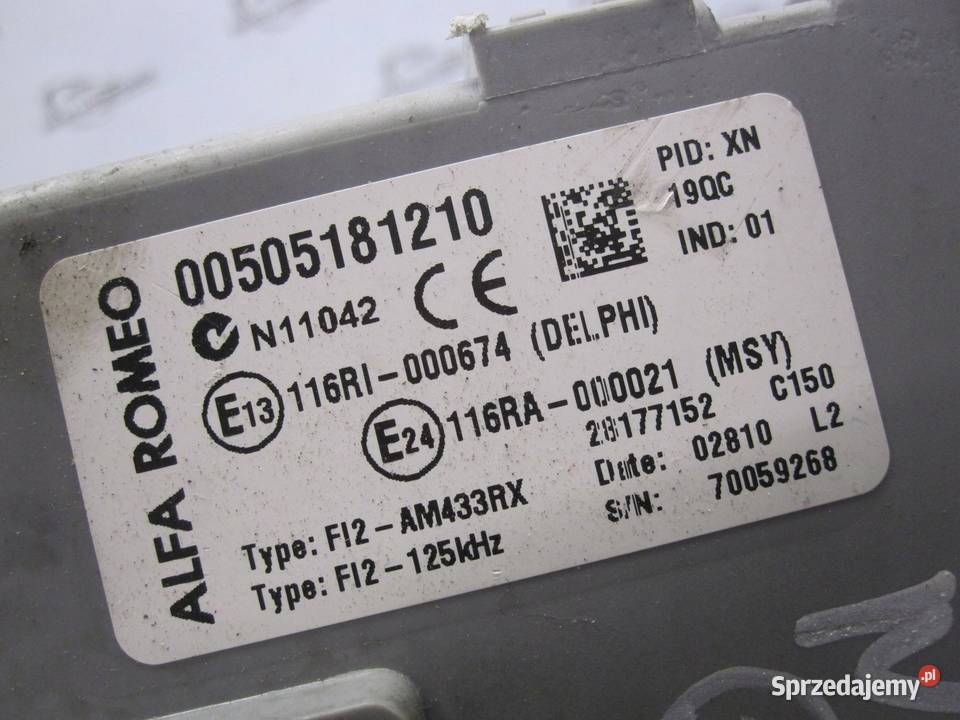 ALFA ROMEO
00505181210
PID: XN
19QC
IND: 01
N11042 CE
E13 116RI-000674 (DELPHI)
E24 116RA-000021 (MSY)
28177152 C150
Date: 02810 L2
S/N: 70059268
Type: FI2-AM433RX
Type: FI2-125kHz
Sprzedajemy.pl